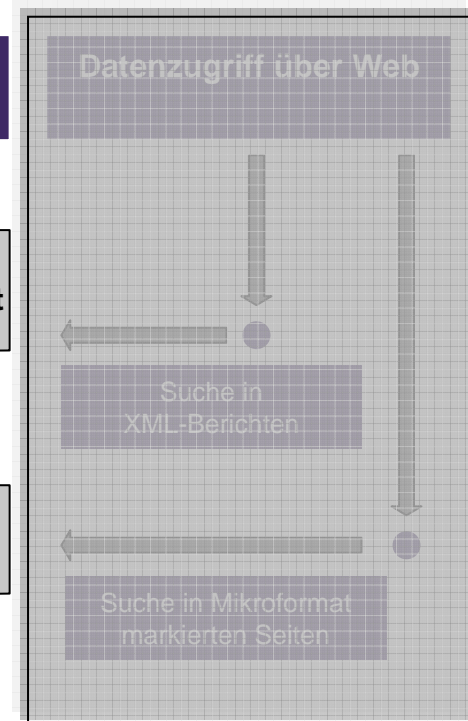 Datenzugriff über Web
t
Suche in
XML-Berichten
Suche in Mikroformat
markierten Seiten